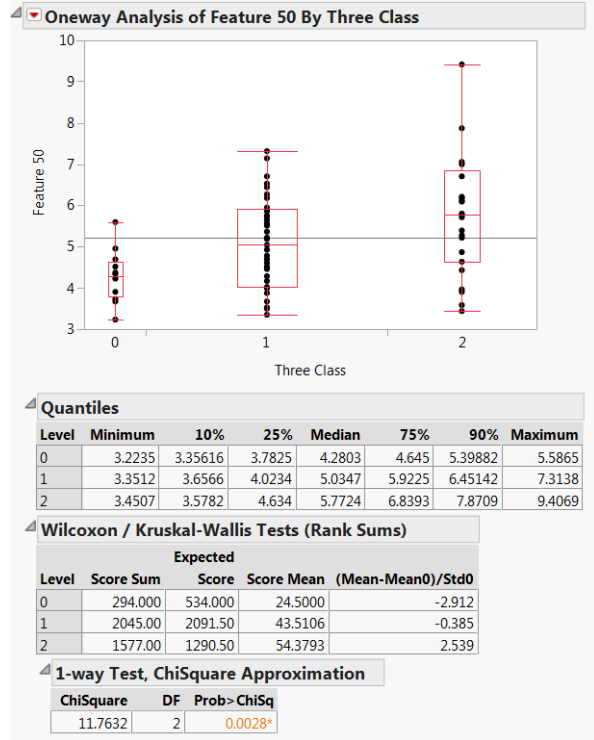 Oneway Analysis of Feature 50 By Three Class
10
9
8
7
6
5
4
3
Feature 50
0 1 2
Three Class
Quantiles
Level Minimum 10% 25% Median 75% 90% Maximum
0 3.2235 3.35616 3.7825 4.2803 4.645 5.39882 5.5865
1 3.3512 3.6566 4.0234 5.0347 5.9225 6.45142 7.3138
2 3.4507 3.5782 4.634 5.7724 6.8393 7.8709 9.4069
Wilcoxon / Kruskal-Wallis Tests (Rank Sums)
Expected
Level Score Sum Score Score Mean (Mean-Mean0)/Std0
0 294.000 534.000 24.5000 -2.912
1 2045.00 2091.50 43.5106 -0.385
2 1577.00 1290.50 54.3793 2.539
1-way Test, ChiSquare Approximation
ChiSquare DF Prob>ChiSq
11.7632 2 0.0028*